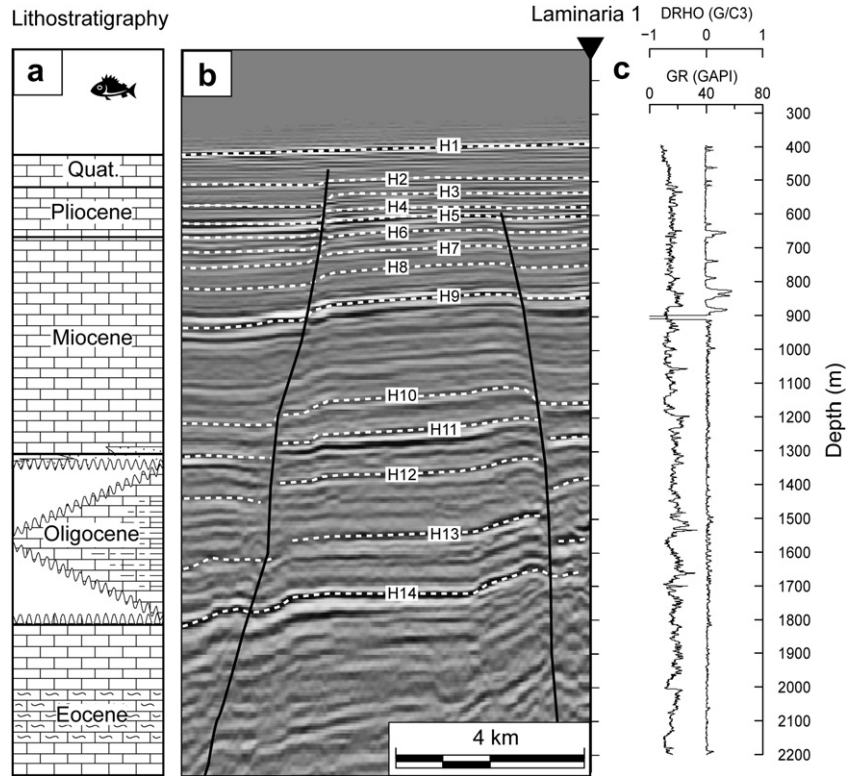 Lithostratigraphy
Laminaria 1
DRHO (G/C3)
−1 0 1
GR (GAPI)
0 40 80
a
b
c
Quat.
Pliocene
Miocene
Oligocene
Eocene
H1
H2
H3
H4
H5
H6
H7
H8
H9
H10
H11
H12
H13
H14
4 km
300
400
500
600
700
800
900
1000
1100
1200
1300
1400
1500
1600
1700
1800
1900
2000
2100
2200
Depth (m)